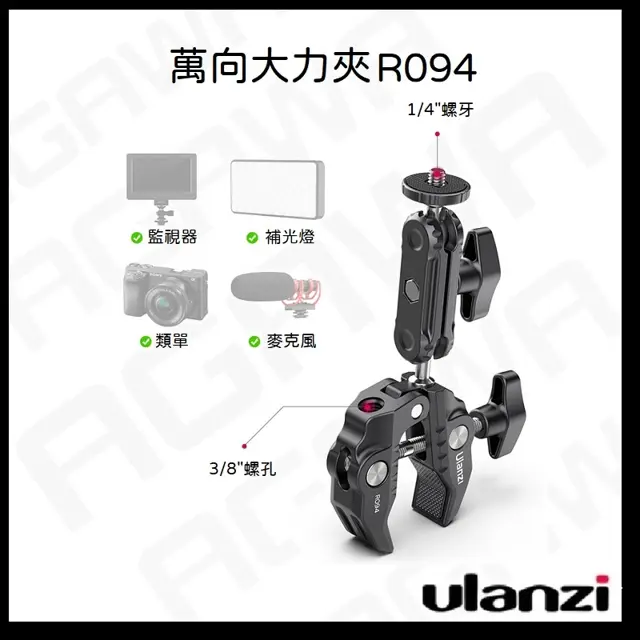 萬向大力夾R094
1/4"螺牙
監視器
補光燈
類單
麥克風
3/8"螺孔
ulanzi
R094
ulanzi
AGAWA